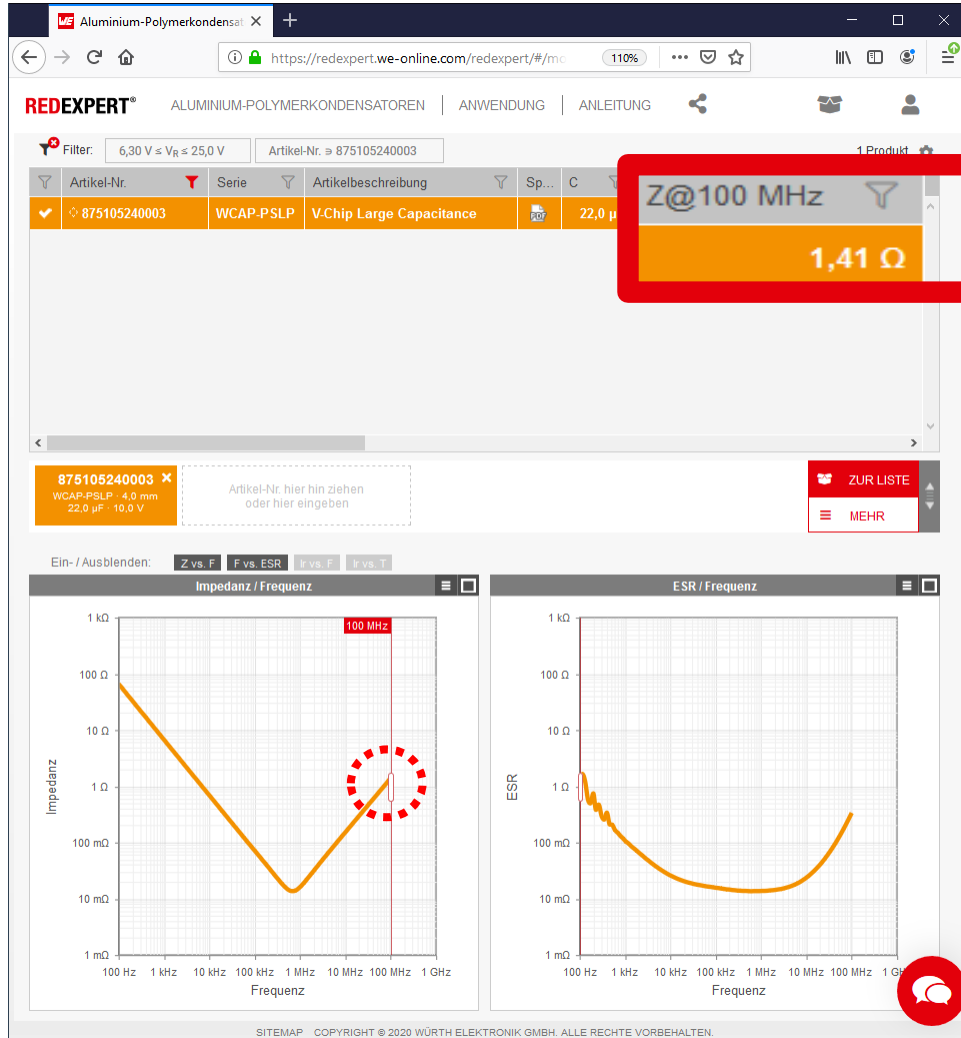 WE Aluminium-Polymerkondensat
https://redexpert.we-online.com/redexpert/#/mo 110%
REDEXPERT® ALUMINIUM-POLYMERKONDENSATOREN ANWENDUNG ANLEITUNG
Filter: 6,30 V ≤ VR ≤ 25,0 V Artikel-Nr. ∋ 875105240003 1 Produkt
Artikel-Nr. Serie Artikelbeschreibung Sp... C Z@100 MHz
875105240003 WCAP-PSLP V-Chip Large Capacitance PDF 22,0 µ 1,41 Ω
875105240003
WCAP-PSLP · 4,0 mm
22,0 µF · 10,0 V
Artikel-Nr. hier hin ziehen
oder hier eingeben
ZUR LISTE
MEHR
Ein- / Ausblenden: Z vs. F F vs. ESR Ir vs. F Ir vs. T
Impedanz / Frequenz
100 MHz
1 kΩ
100 Ω
10 Ω
1 Ω
100 mΩ
10 mΩ
1 mΩ
Impedanz
100 Hz 1 kHz 10 kHz 100 kHz 1 MHz 10 MHz 100 MHz 1 GHz
Frequenz
ESR / Frequenz
1 kΩ
100 Ω
10 Ω
1 Ω
100 mΩ
10 mΩ
1 mΩ
ESR
100 Hz 1 kHz 10 kHz 100 kHz 1 MHz 10 MHz 100 MHz 1 G
Frequenz
SITEMAP COPYRIGHT © 2020 WÜRTH ELEKTRONIK GMBH. ALLE RECHTE VORBEHALTEN.